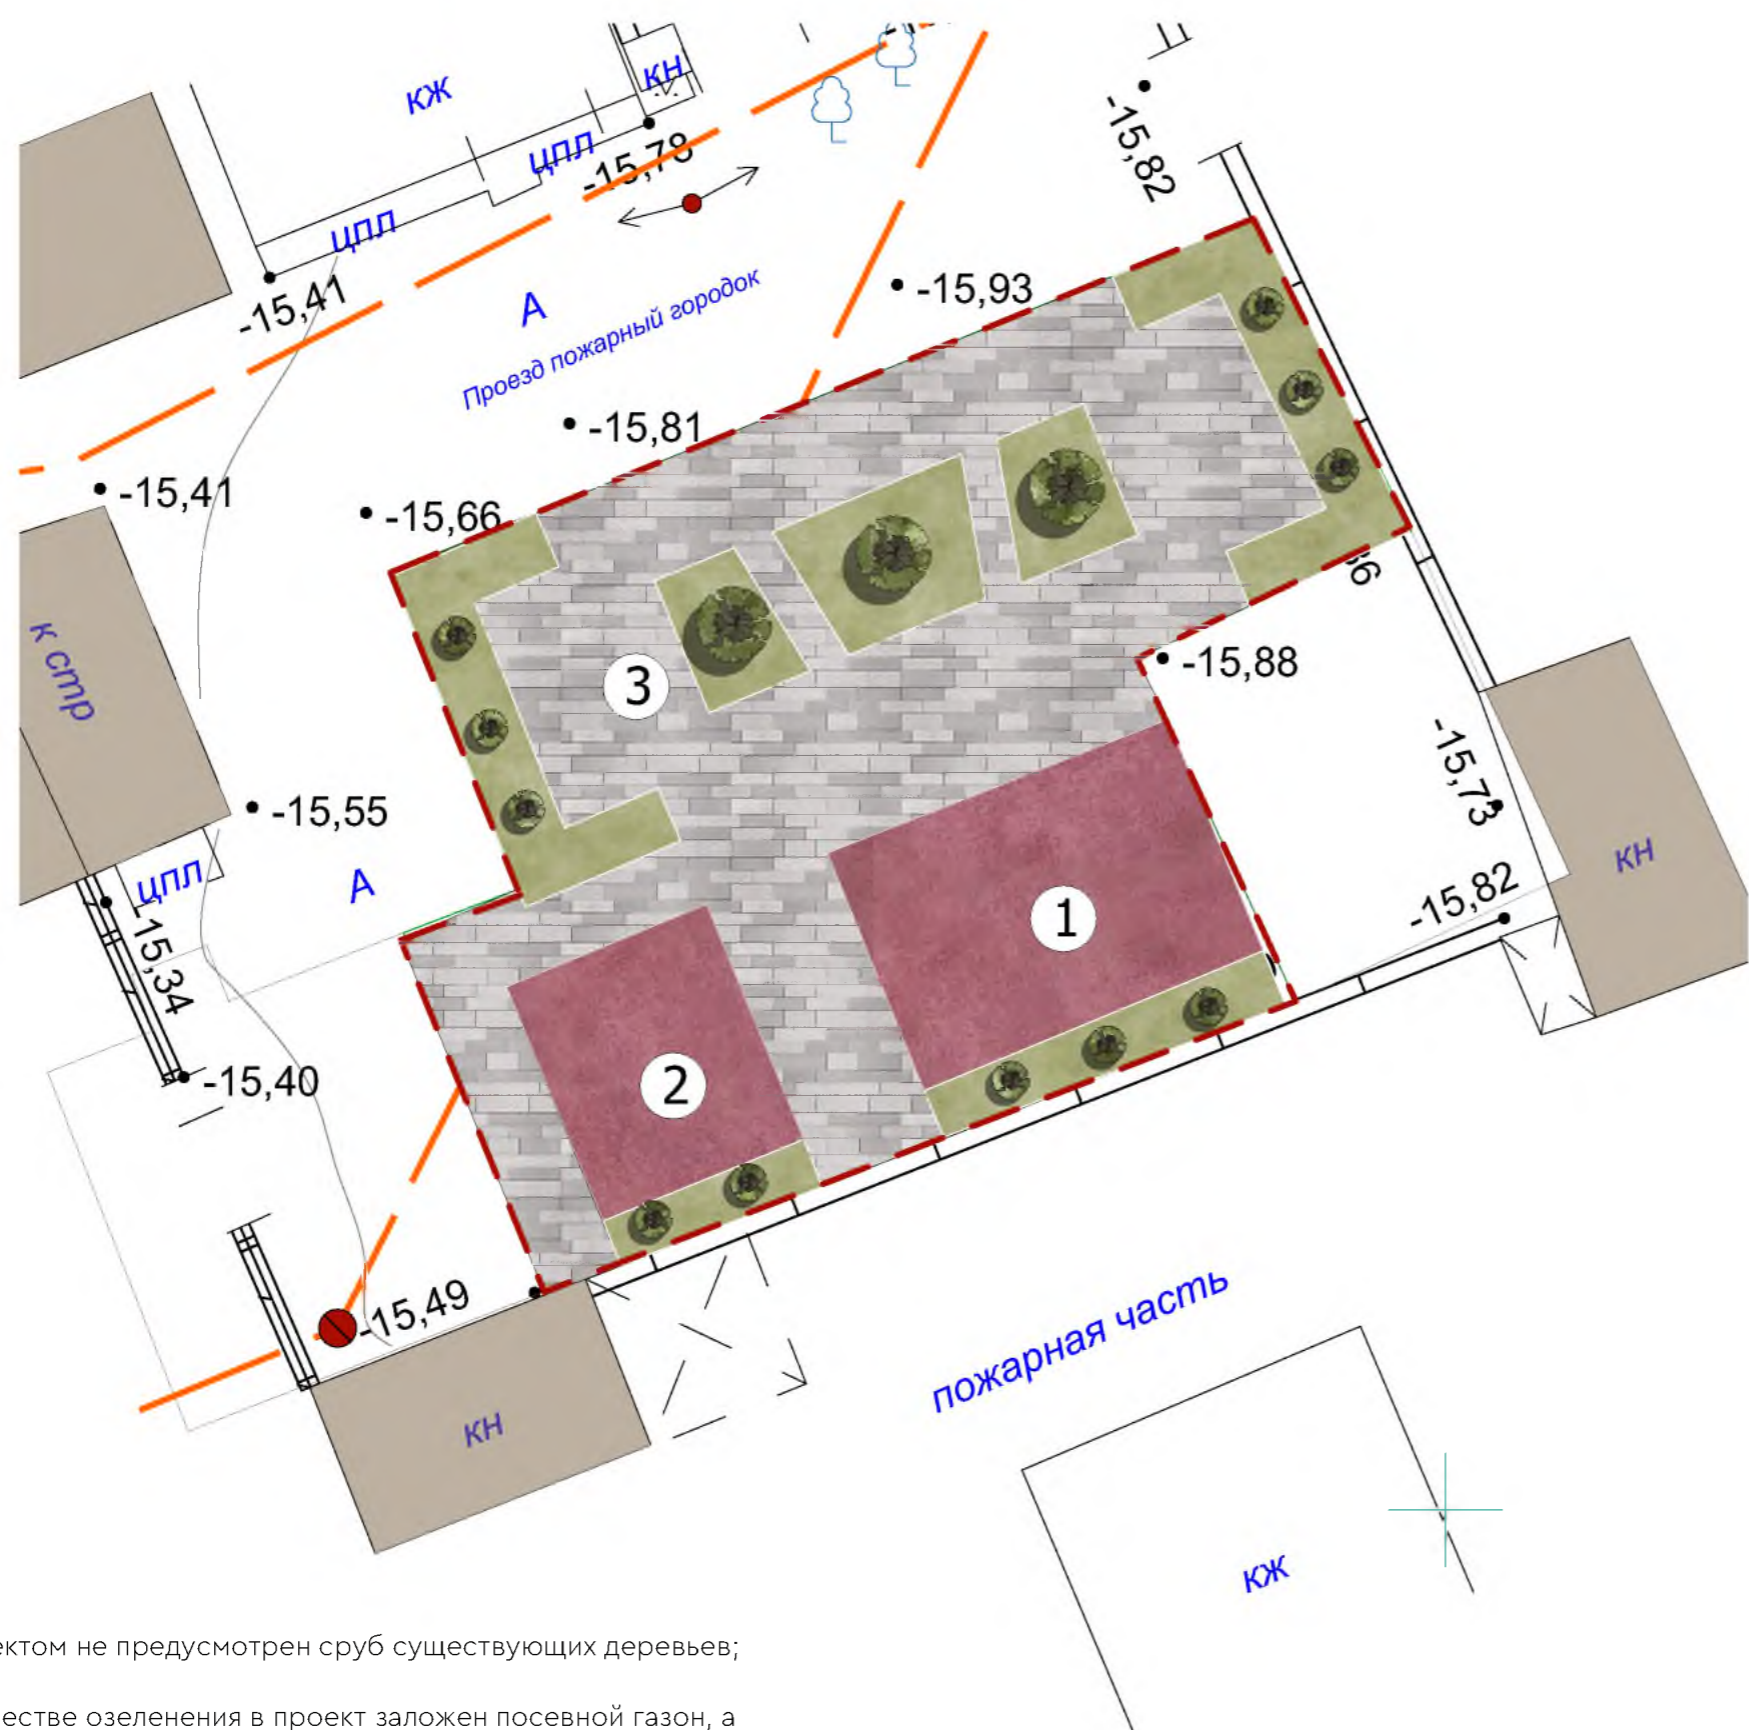 КЖ
КН
ЦПЛ
-15,78
ЦПЛ
-15,82
-15,41
А
-15,93
Проезд пожарный городок
-15,81
-15,41
-15,66
к стр
-15,88
-15,55
-15,73
ЦПЛ
А
3
1
КН
-15,82
-15,34
-15,40
2
-15,49
пожарная часть
КН
КЖ
ектом не предусмотрен сруб существующих деревьев;
естве озеленения в проект заложен посевной газон, а